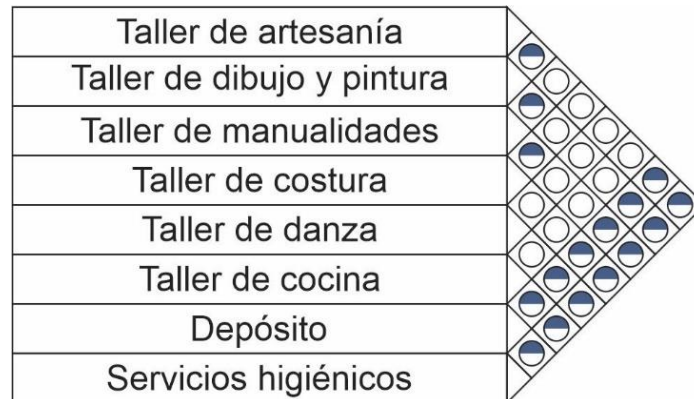 Taller de artesanía
Taller de dibujo y pintura
Taller de manualidades
Taller de costura
Taller de danza
Taller de cocina
Depósito
Servicios higiénicos